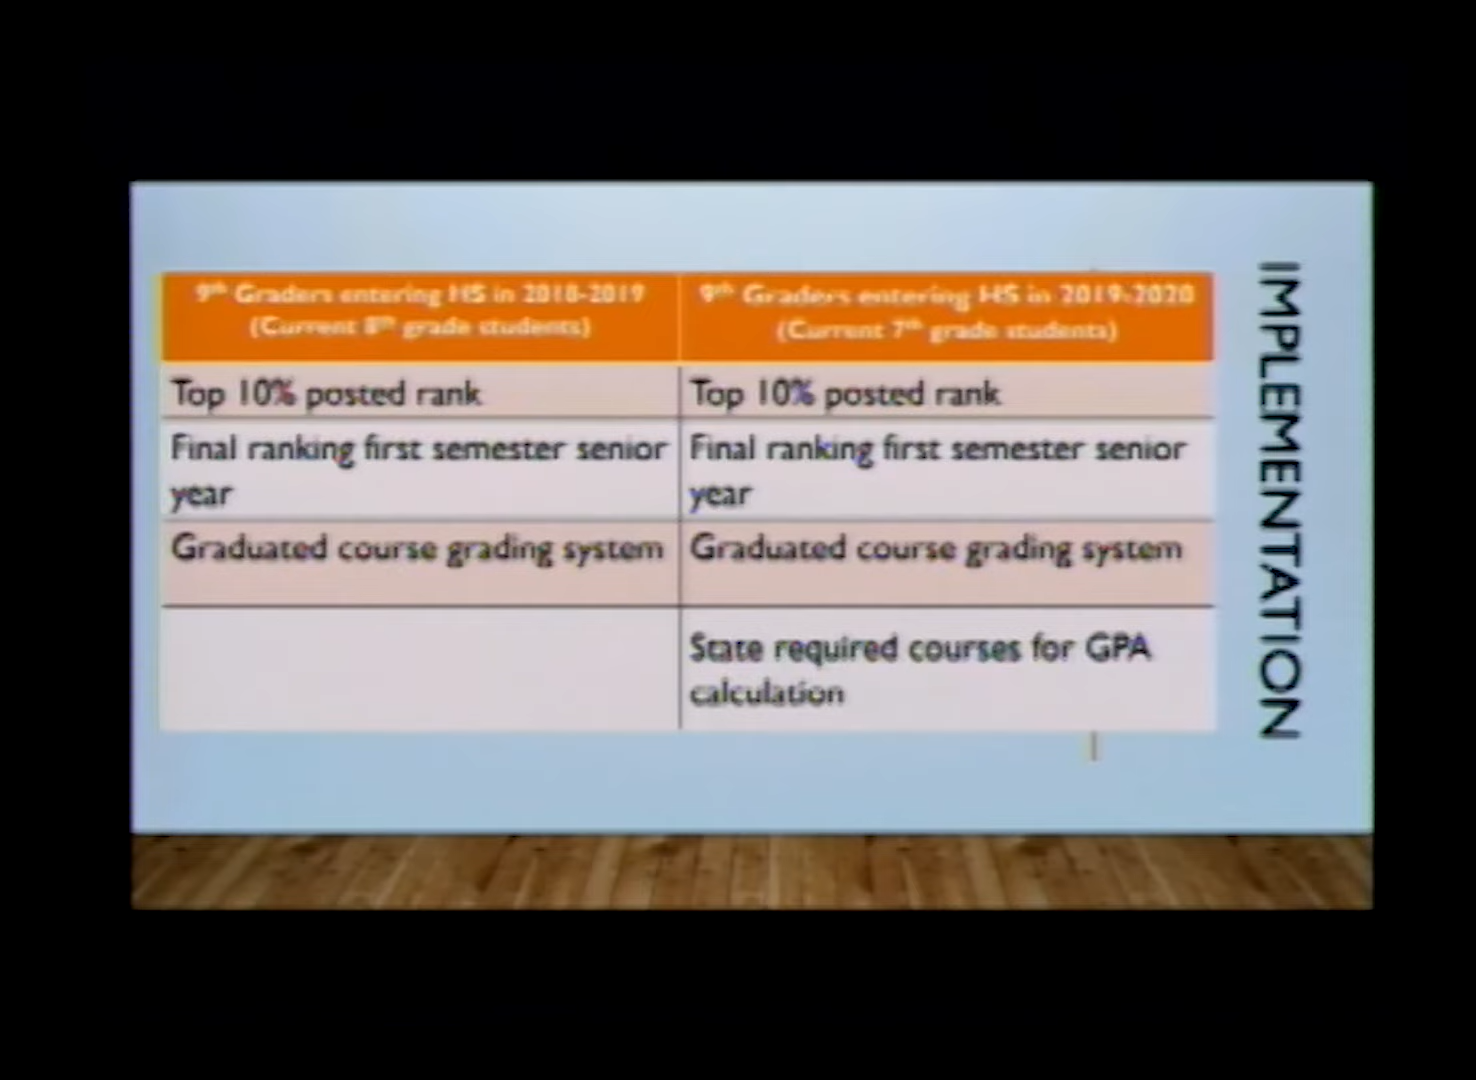 9th Graders entering HS in 2018-2019
(Current 8th grade students)
9th Graders entering HS in 2019-2020
(Current 7th grade students)
Top 10% posted rank
Top 10% posted rank
Final ranking first semester senior
year
Final ranking first semester senior
year
Graduated course grading system
Graduated course grading system
State required courses for GPA
calculation
IMPLEMENTATION